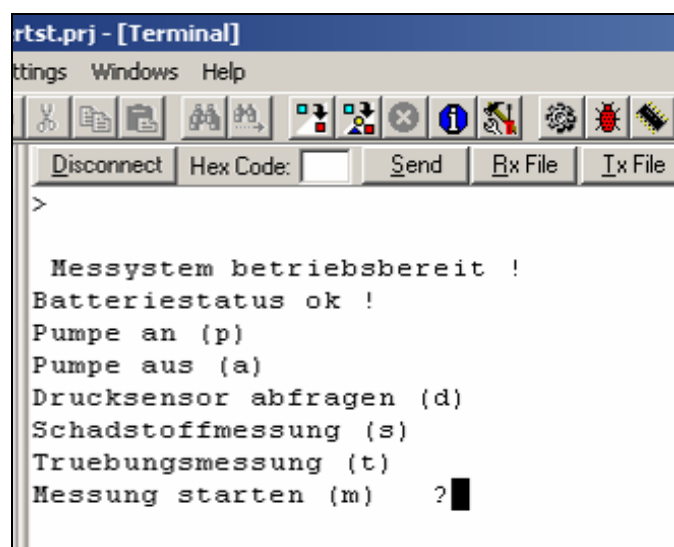 rtst.prj - [Terminal]
ttings Windows Help
Disconnect Hex Code: Send Rx File Tx File
>
Messystem betriebsbereit !
Batteriestatus ok !
Pumpe an (p)
Pumpe aus (a)
Drucksensor abfragen (d)
Schadstoffmessung (s)
Truebungsmessung (t)
Messung starten (m) ?